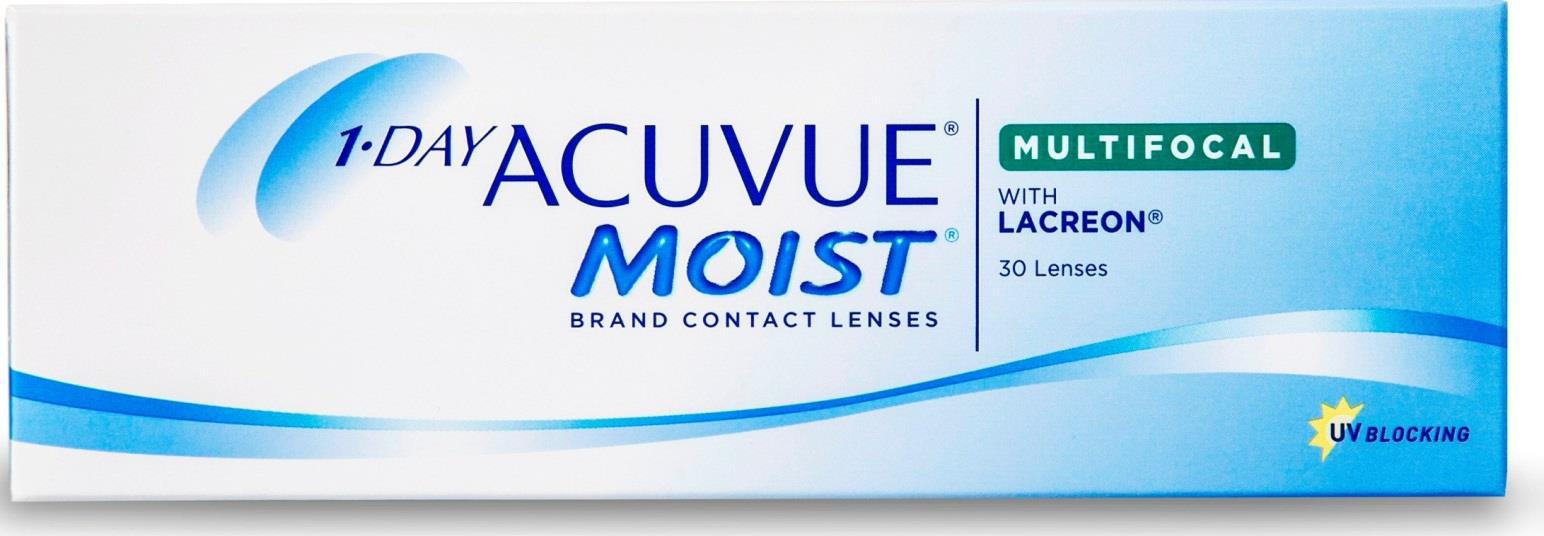 1·DAY ACUVUE®
MOIST®
BRAND CONTACT LENSES
MULTIFOCAL
WITH
LACREON®
30 Lenses
UV BLOCKING